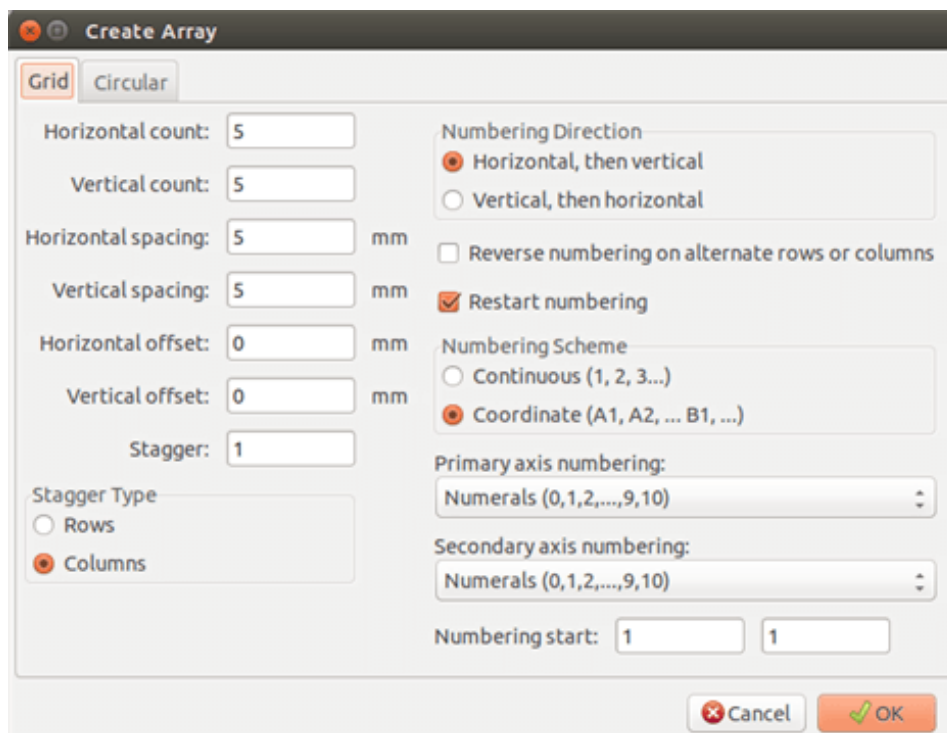 Create Array
Grid
Circular
Horizontal count: 5
Vertical count: 5
Horizontal spacing: 5 mm
Vertical spacing: 5 mm
Horizontal offset: 0 mm
Vertical offset: 0 mm
Stagger: 1
Stagger Type
Rows
Columns
Numbering Direction
Horizontal, then vertical
Vertical, then horizontal
Reverse numbering on alternate rows or columns
Restart numbering
Numbering Scheme
Continuous (1, 2, 3...)
Coordinate (A1, A2, ... B1, ...)
Primary axis numbering:
Numerals (0,1,2,...,9,10)
Secondary axis numbering:
Numerals (0,1,2,...,9,10)
Numbering start: 1 1
Cancel
OK